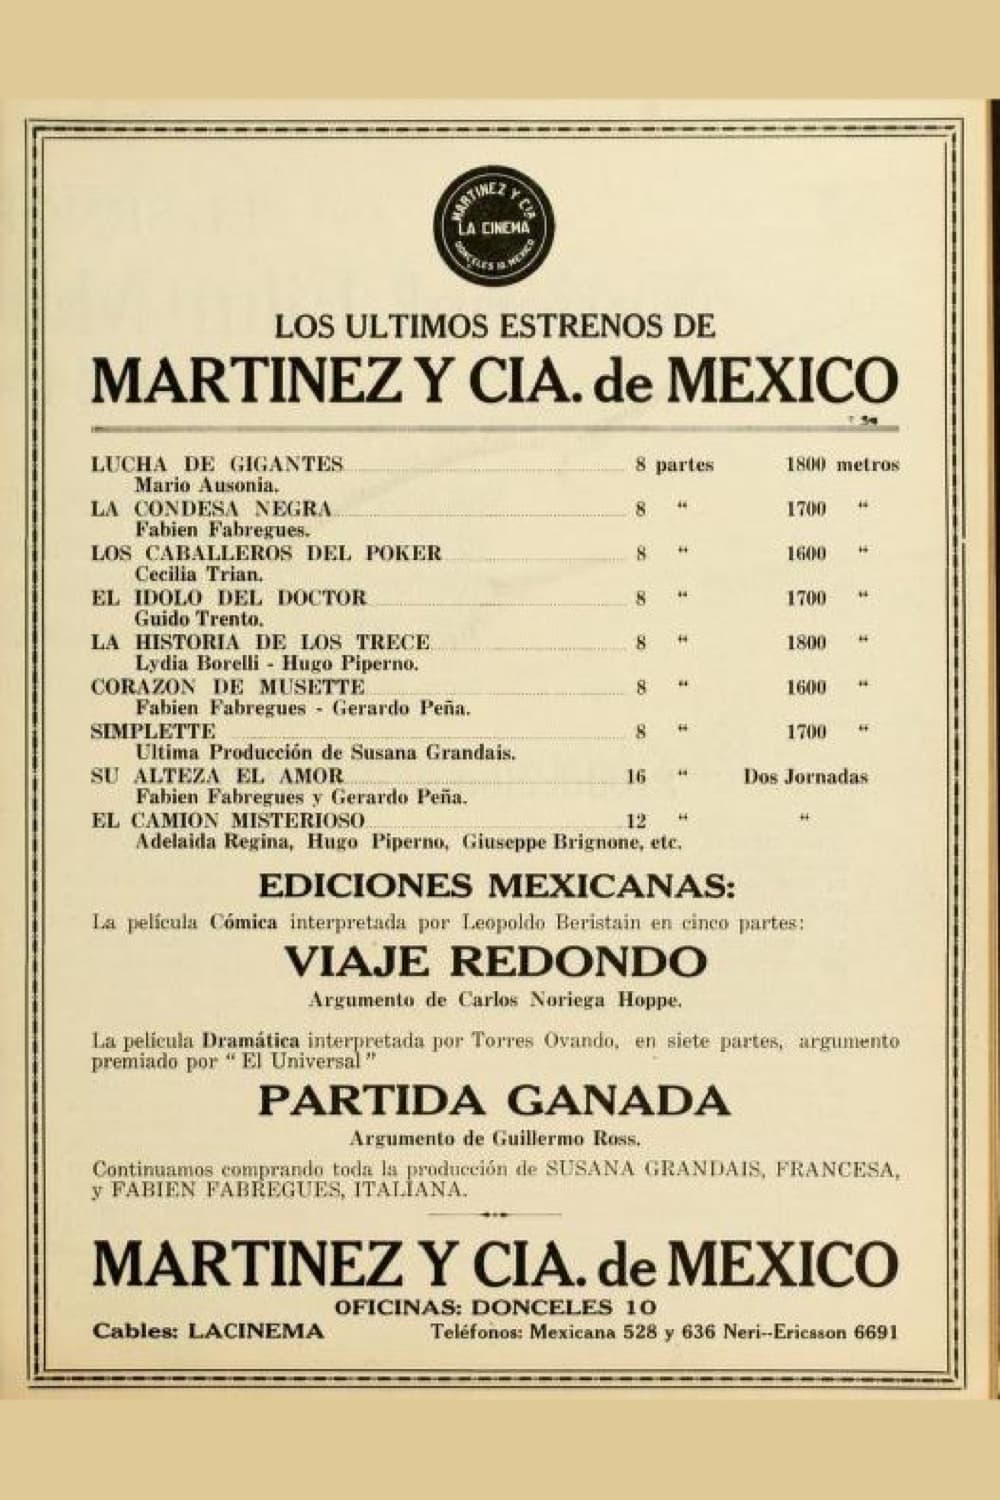 MARTINEZ Y CIA
LA CINEMA
DONCELES 10. MEXICO
LOS ULTIMOS ESTRENOS DE
MARTINEZ Y CIA. de MEXICO
LUCHA DE GIGANTES 8 partes 1800 metros
Mario Ausonia.
LA CONDESA NEGRA 8 “ 1700 “
Fabien Fabregues.
LOS CABALLEROS DEL POKER 8 “ 1600 “
Cecilia Trian.
EL IDOLO DEL DOCTOR 8 “ 1700 “
Guido Trento.
LA HISTORIA DE LOS TRECE 8 “ 1800 “
Lydia Borelli - Hugo Piperno.
CORAZON DE MUSETTE 8 “ 1600 “
Fabien Fabregues - Gerardo Peña.
SIMPLETTE 8 “ 1700 “
Ultima Producción de Susana Grandais.
SU ALTEZA EL AMOR 16 “ Dos Jornadas
Fabien Fabregues y Gerardo Peña.
EL CAMION MISTERIOSO 12 “ “
Adelaida Regina, Hugo Piperno, Giuseppe Brignone, etc.
EDICIONES MEXICANAS:
La película Cómica interpretada por Leopoldo Beristain en cinco partes:
VIAJE REDONDO
Argumento de Carlos Noriega Hoppe.
La película Dramática interpretada por Torres Ovando, en siete partes, argumento
premiado por “ El Universal ”
PARTIDA GANADA
Argumento de Guillermo Ross.
Continuamos comprando toda la producción de SUSANA GRANDAIS, FRANCESA,
y FABIEN FABREGUES, ITALIANA.
MARTINEZ Y CIA. de MEXICO
OFICINAS: DONCELES 10
Cables: LACINEMA Teléfonos: Mexicana 528 y 636 Neri--Ericsson 6691